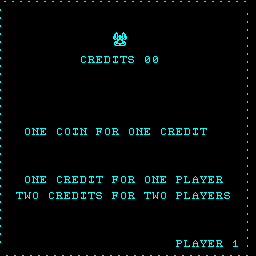 CREDITS 00
ONE COIN FOR ONE CREDIT
ONE CREDIT FOR ONE PLAYER
TWO CREDITS FOR TWO PLAYERS
PLAYER 1